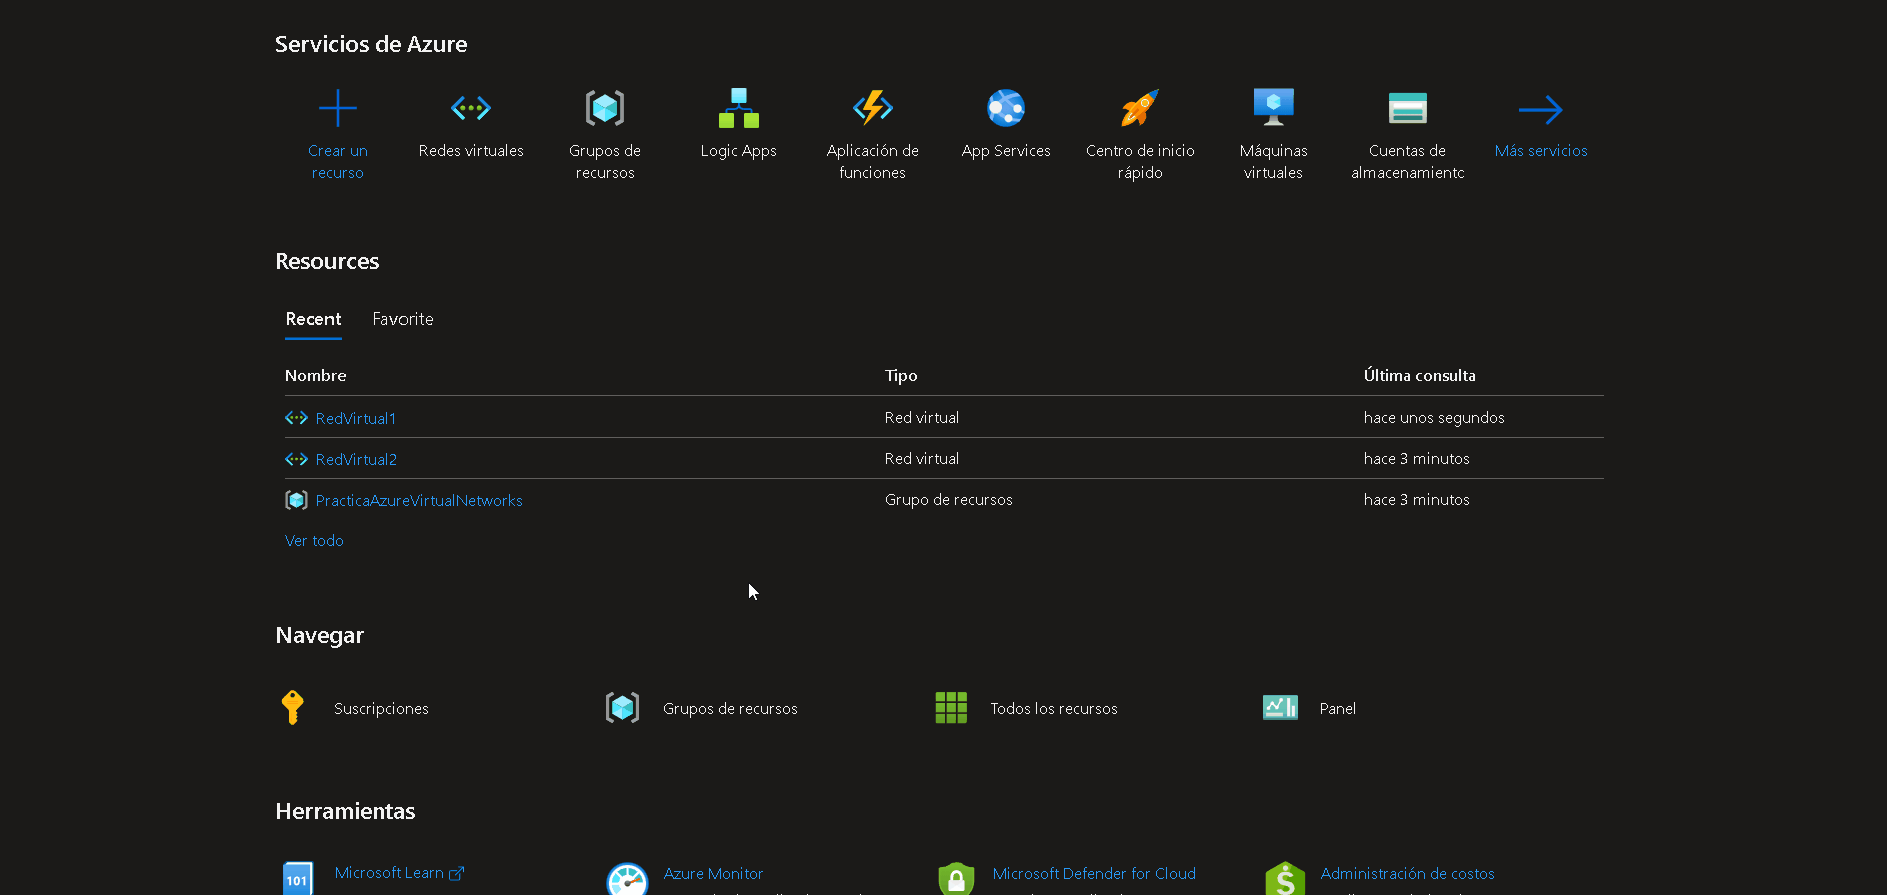 Servicios de Azure
Crear un recurso
Redes virtuales
Grupos de recursos
Logic Apps
Aplicación de funciones
App Services
Centro de inicio rápido
Máquinas virtuales
Cuentas de almacenamiento
Más servicios
Resources
Recent Favorite
Nombre Tipo Última consulta
RedVirtual1 Red virtual hace unos segundos
RedVirtual2 Red virtual hace 3 minutos
PracticaAzureVirtualNetworks Grupo de recursos hace 3 minutos
Ver todo
Navegar
Suscripciones Grupos de recursos Todos los recursos Panel
Herramientas
101 Microsoft Learn Azure Monitor Microsoft Defender for Cloud $ Administración de costos